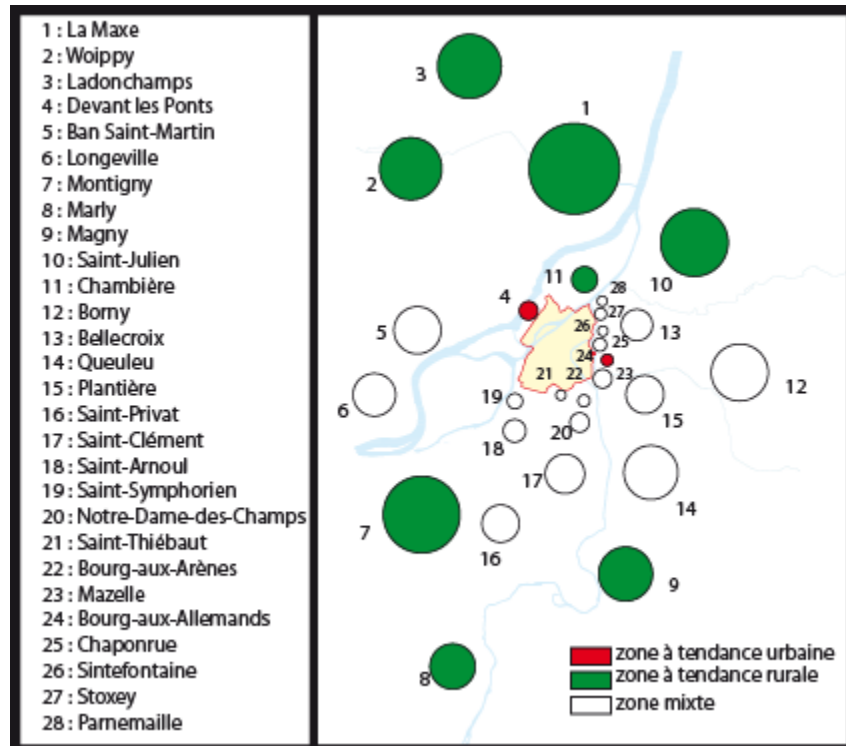 1 : La Maxe
2 : Woippy
3 : Ladonchamps
4 : Devant les Ponts
5 : Ban Saint-Martin
6 : Longeville
7 : Montigny
8 : Marly
9 : Magny
10 : Saint-Julien
11 : Chambière
12 : Borny
13 : Bellecroix
14 : Queuleu
15 : Plantière
16 : Saint-Privat
17 : Saint-Clément
18 : Saint-Arnoul
19 : Saint-Symphorien
20 : Notre-Dame-des-Champs
21 : Saint-Thiébaut
22 : Bourg-aux-Arènes
23 : Mazelle
24 : Bourg-aux-Allemands
25 : Chaponrue
26 : Sintefontaine
27 : Stoxey
28 : Parnemaille
3
1
2
10
11
28
4
27
5
26
13
25
24
21
22
23
12
6
19
15
18
20
17
14
7
16
9
8
zone à tendance urbaine
zone à tendance rurale
zone mixte